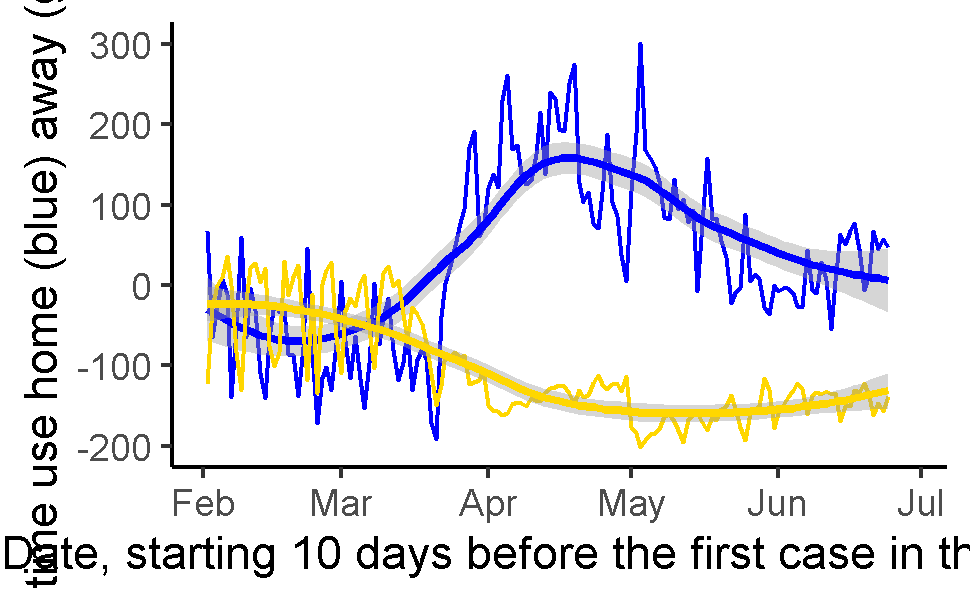 time use home (blue) away (
300
200
100
0
-100
-200
Feb Mar Apr May Jun Jul
Date, starting 10 days before the first case in th